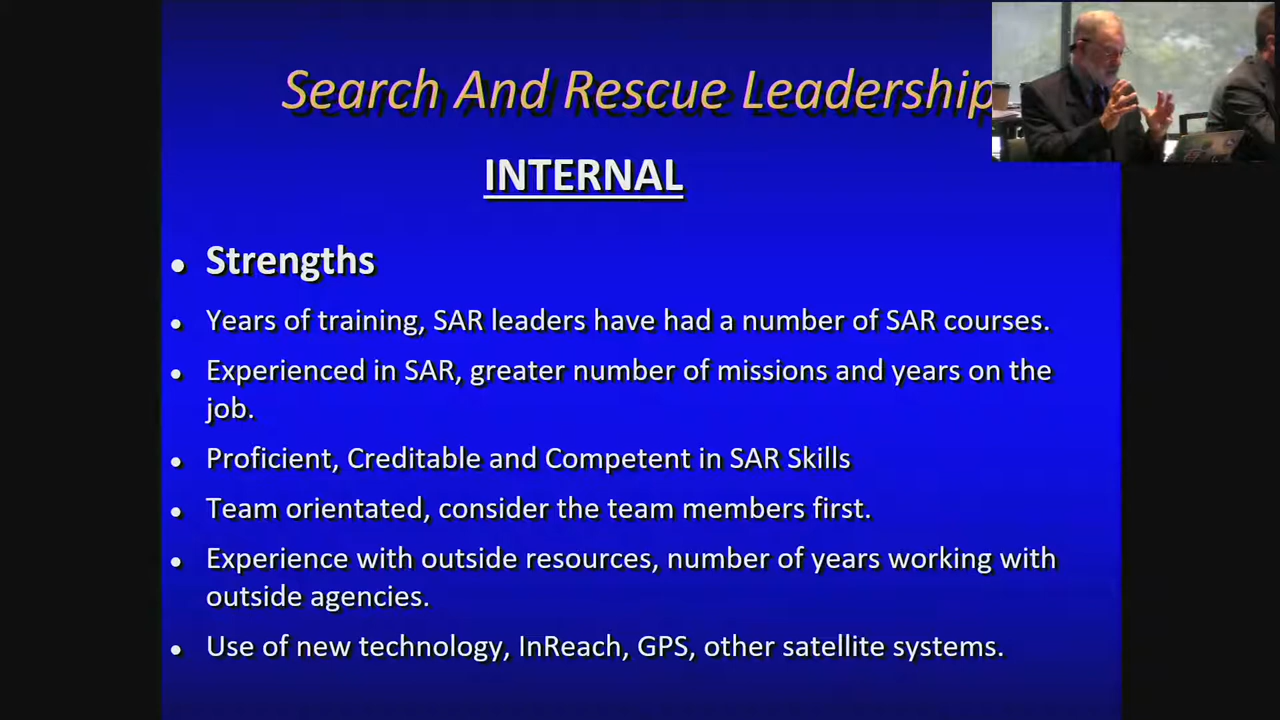 Search And Rescue Leadership
INTERNAL
• Strengths
• Years of training, SAR leaders have had a number of SAR courses.
• Experienced in SAR, greater number of missions and years on the
job.
• Proficient, Creditable and Competent in SAR Skills
• Team orientated, consider the team members first.
• Experience with outside resources, number of years working with
outside agencies.
• Use of new technology, InReach, GPS, other satellite systems.